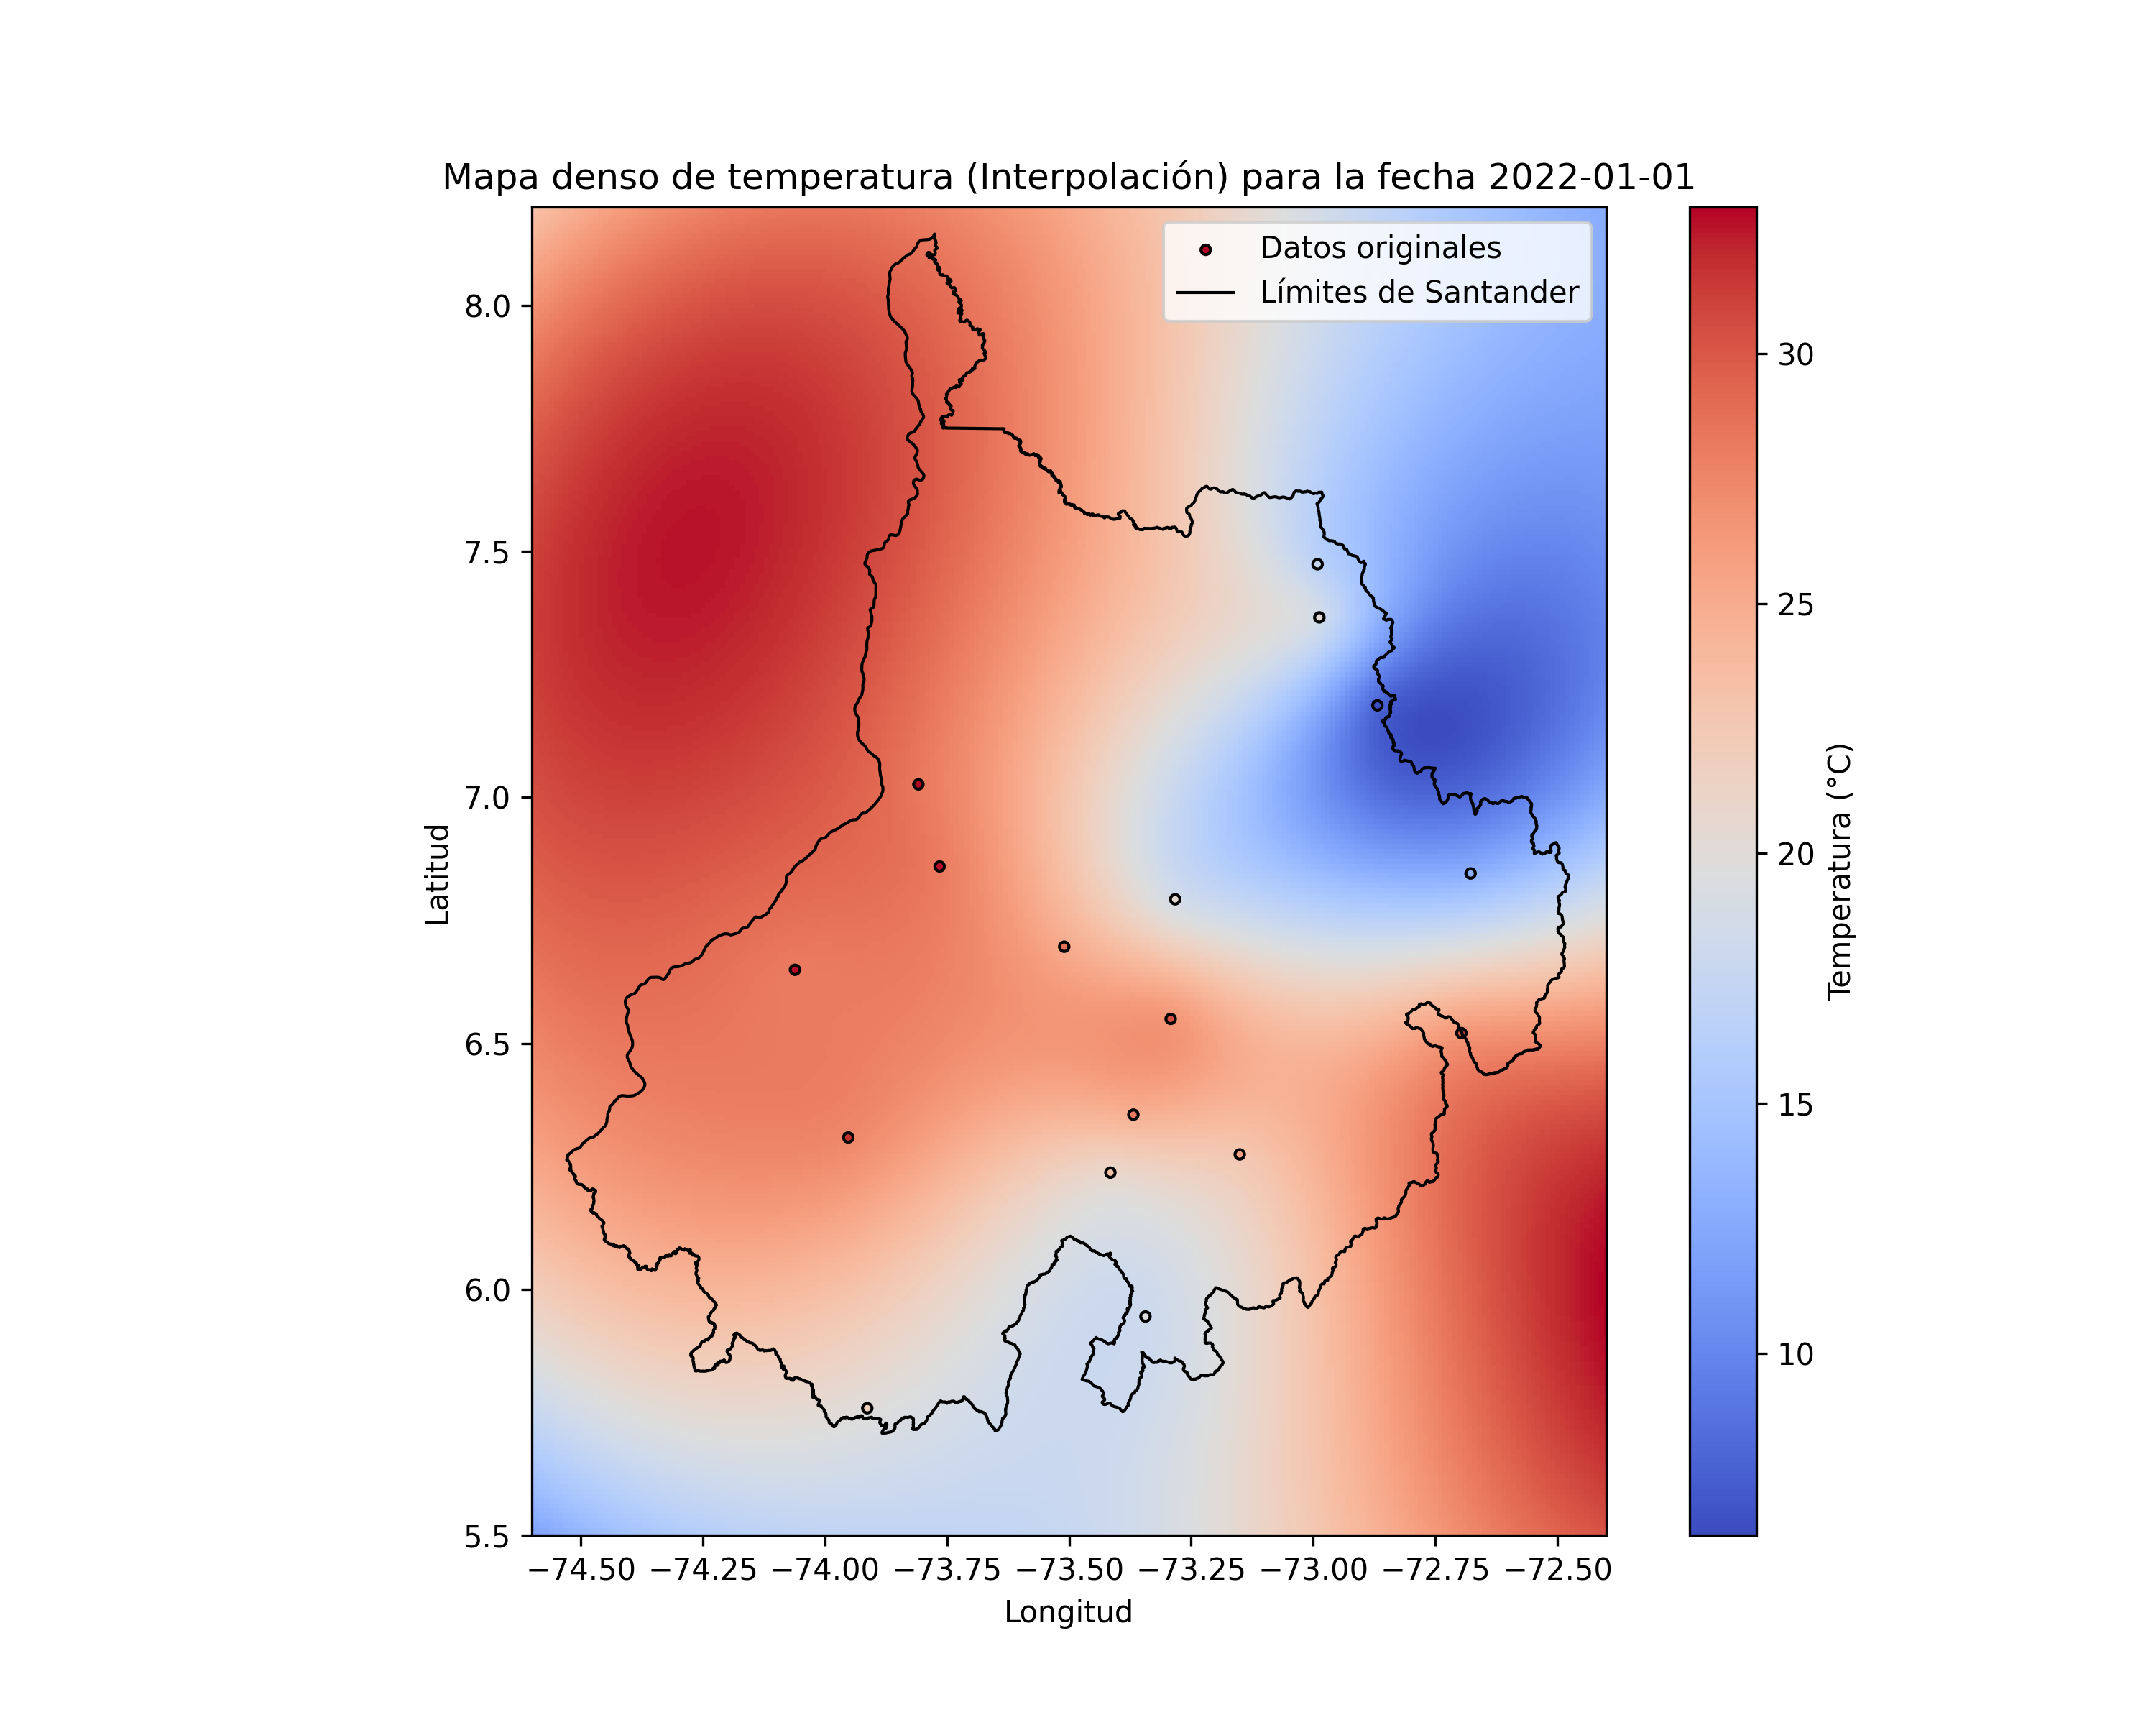 Mapa denso de temperatura (Interpolación) para la fecha 2022-01-01
Datos originales
Límites de Santander
8.0
7.5
7.0
6.5
6.0
5.5
Latitud
−74.50 −74.25 −74.00 −73.75 −73.50 −73.25 −73.00 −72.75 −72.50
Longitud
30
25
20
15
10
Temperatura (°C)